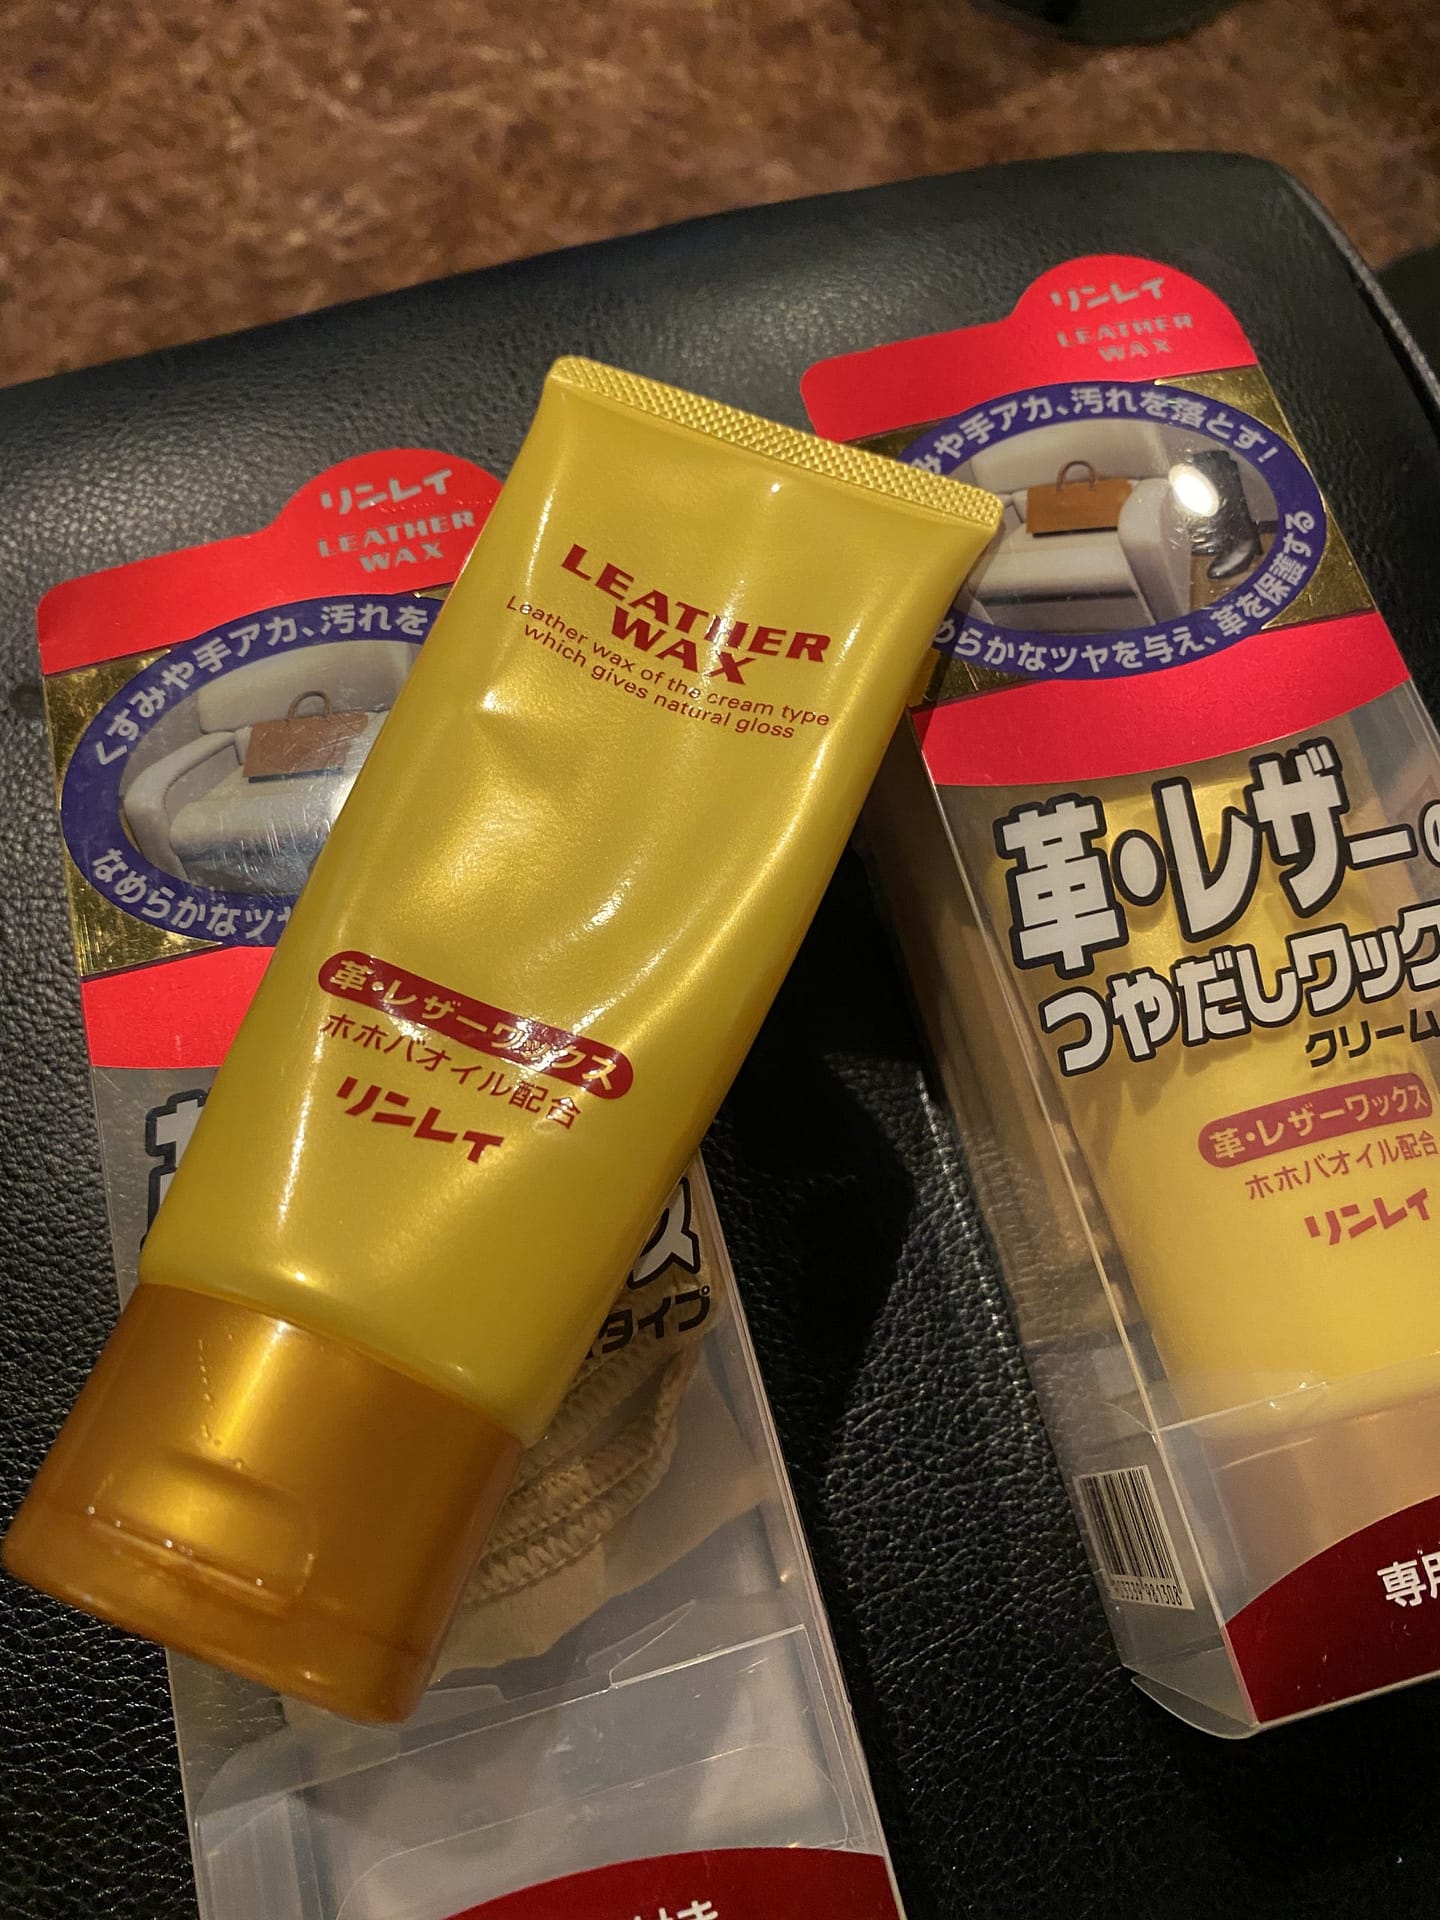 リンレイ
LEATHER
WAX
くすみや手アカ、汚れを
なめらかなツヤ
タイプ
LEATHER
WAX
Leather wax of the cream type
which gives natural gloss
革・レザーワックス
ホホバオイル配合
リンレイ
リンレイ
LEATHER
WAX
みや手アカ、汚れを落とす!
めらかなツヤを与え、革を保護する
革・レザーの
つやだしワック
クリーム
革・レザーワックス
ホホバオイル配合
リンレイ
専用